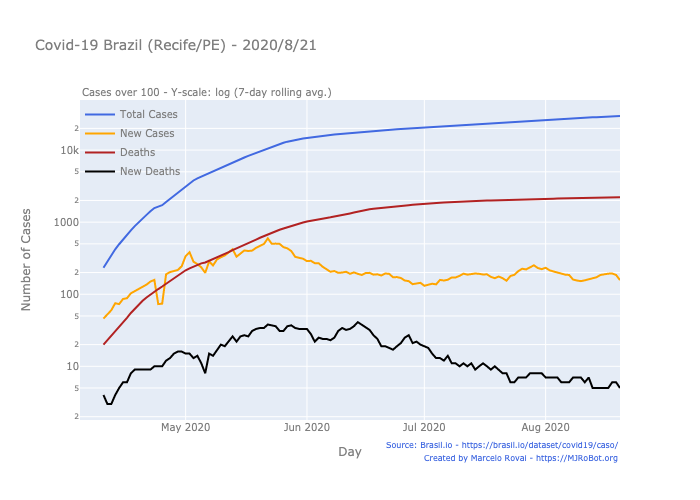 Covid-19 Brazil (Recife/PE) - 2020/8/21
Cases over 100 - Y-scale: log (7-day rolling avg.)
Total Cases
New Cases
Deaths
New Deaths
2
10k
5
2
1000
5
2
100
5
2
10
5
2
Number of Cases
May 2020
Jun 2020
Jul 2020
Aug 2020
Day
Source: Brasil.io - https://brasil.io/dataset/covid19/caso/
Created by Marcelo Rovai - https://MJRoBot.org